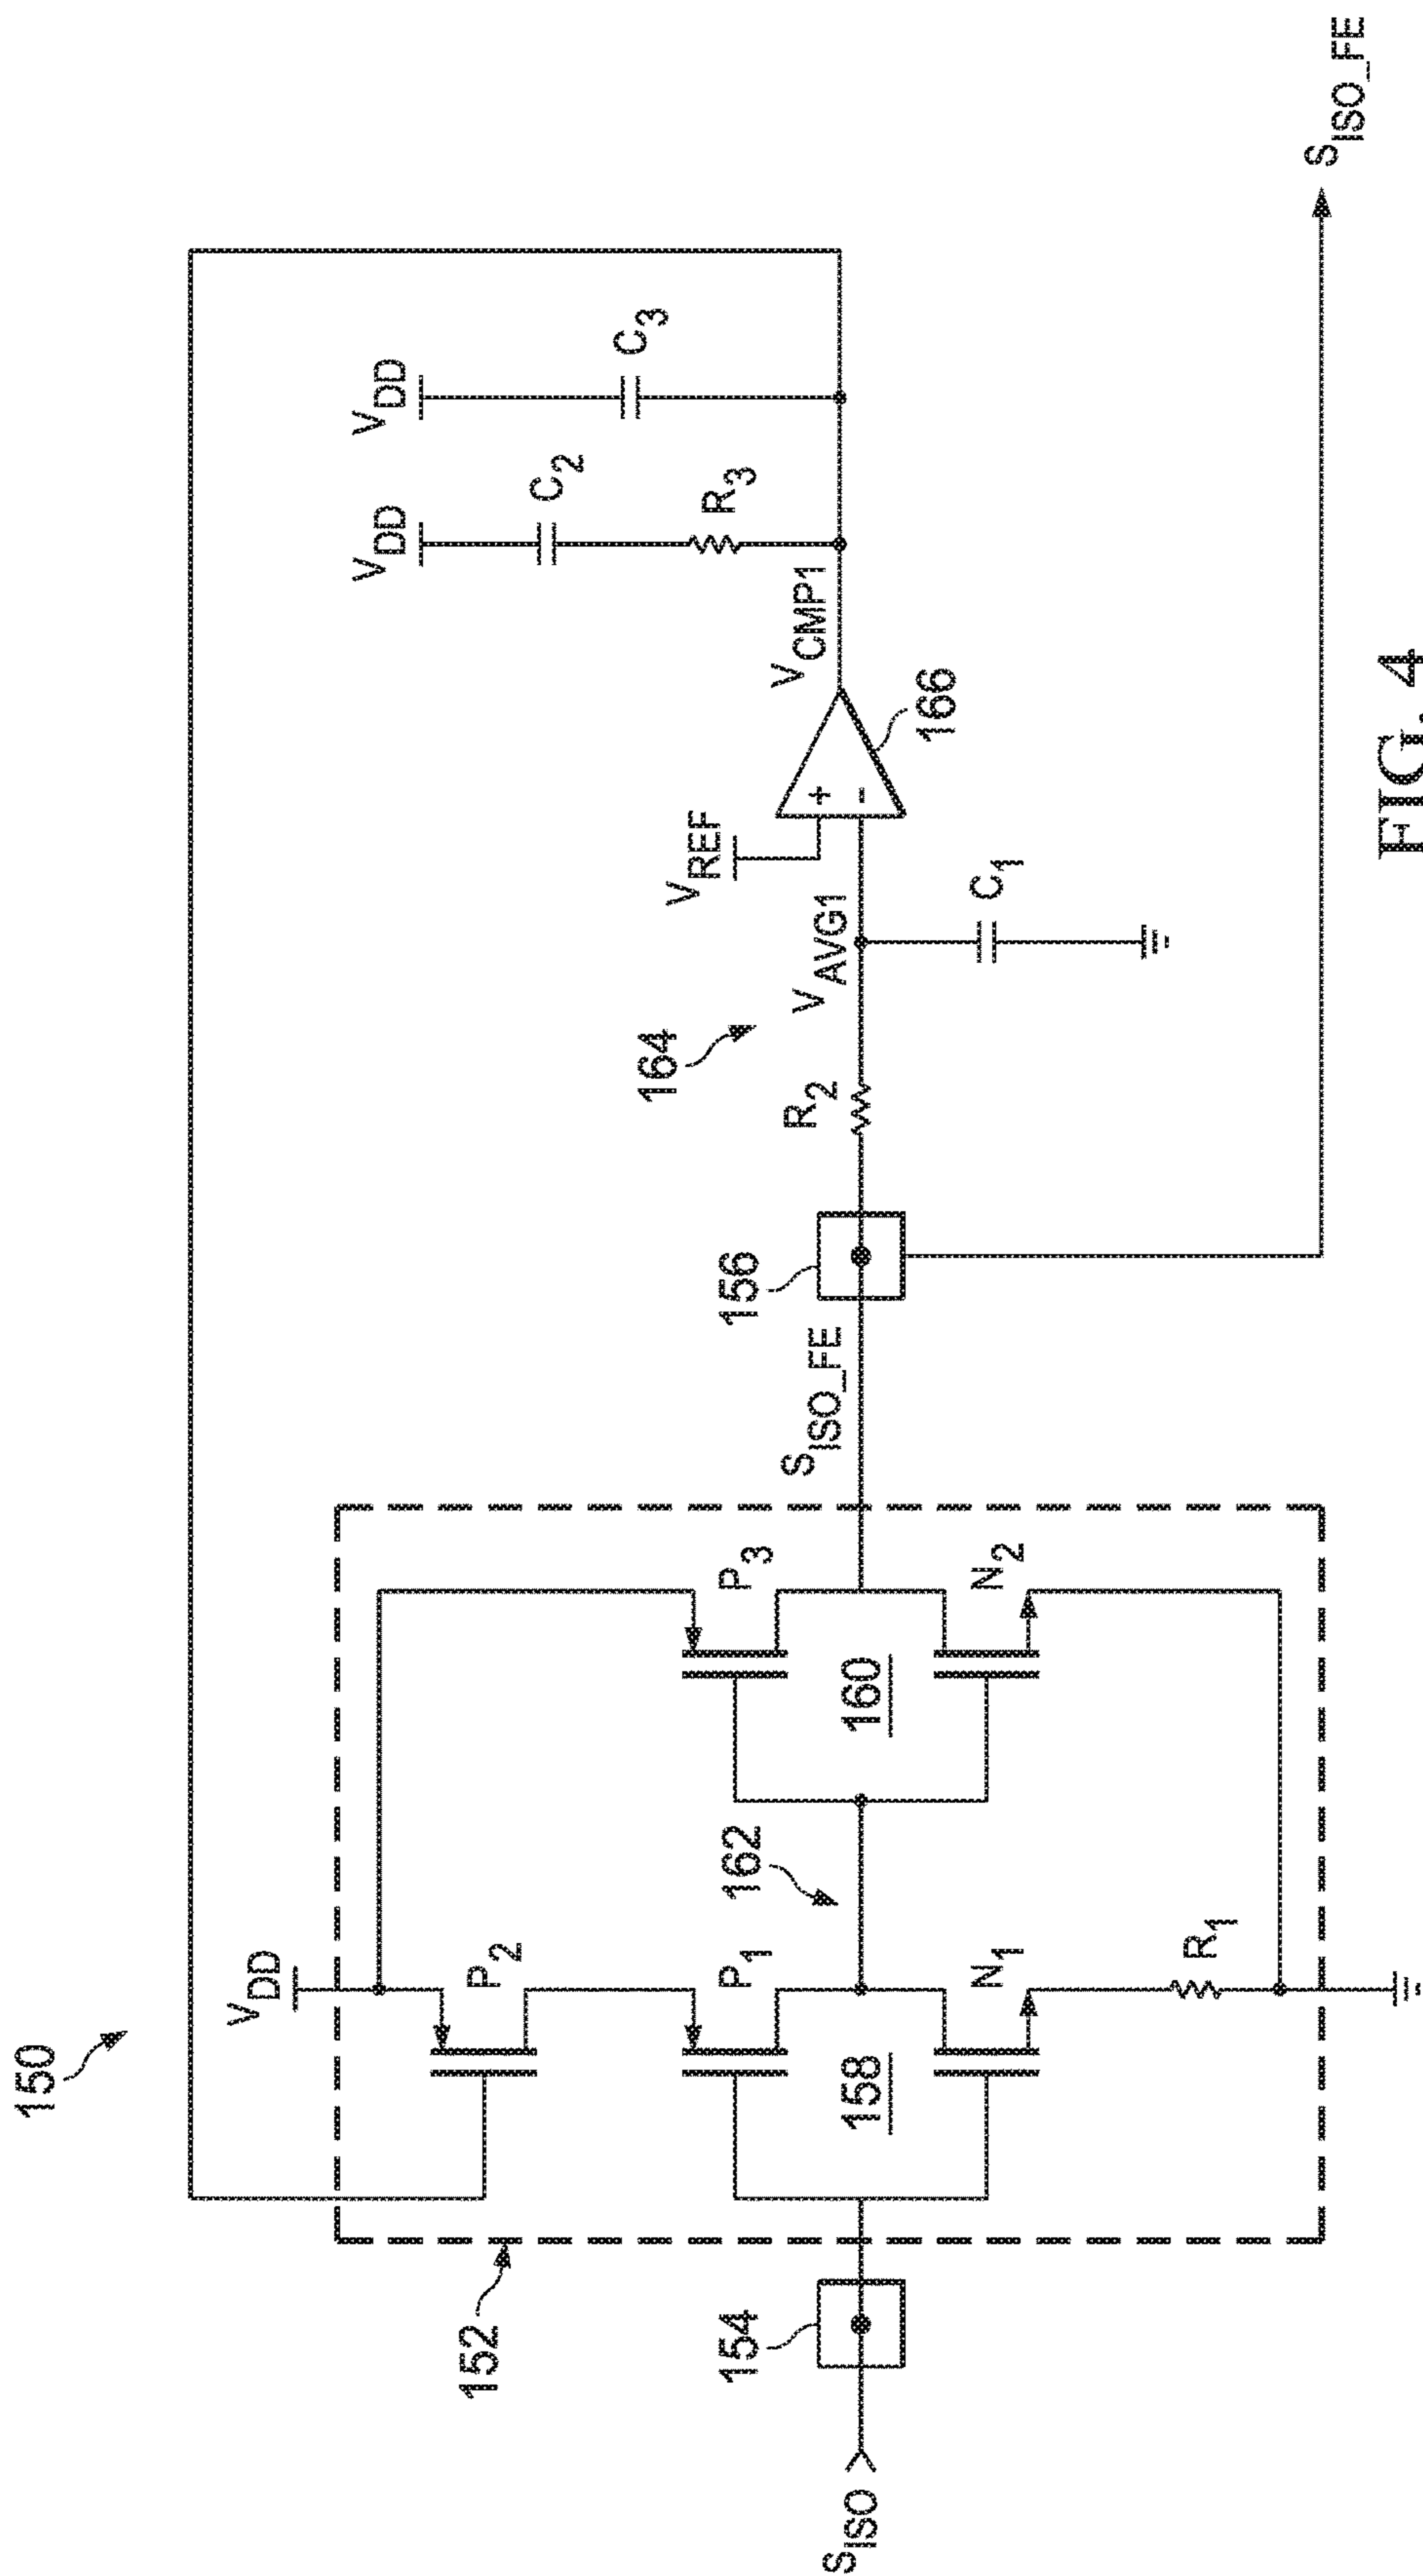 150
V_DD
V_DD
V_DD
152
P_2
C_2
C_3
154
P_1
162
P_3
156
164
V_REF
R_3
S_ISO
158
160
S_ISO_FE
R_2
V_AVG1
+
-
V_CMP1
166
N_1
N_2
C_1
R_1
S_ISO_FE
FIG. 4